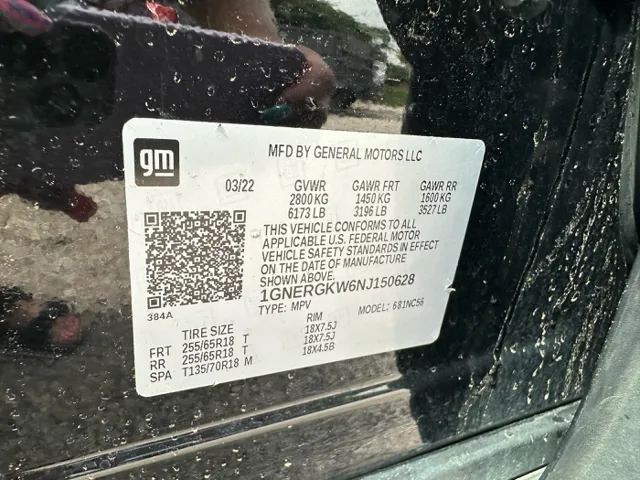 gm
MFD BY GENERAL MOTORS LLC
03/22 GVWR GAWR FRT GAWR RR
2800 KG 1450 KG 1600 KG
6173 LB 3196 LB 3527 LB
THIS VEHICLE CONFORMS TO ALL
APPLICABLE U.S. FEDERAL MOTOR
VEHICLE SAFETY STANDARDS IN EFFECT
ON THE DATE OF MANUFACTURE
SHOWN ABOVE.
1GNERGKW6NJ150628
384A
TYPE: MPV MODEL: 681NC56
TIRE SIZE RIM
FRT 255/65R18 T 18X7.5J
RR 255/65R18 T 18X7.5J
SPA T135/70R18 M 18X4.5B